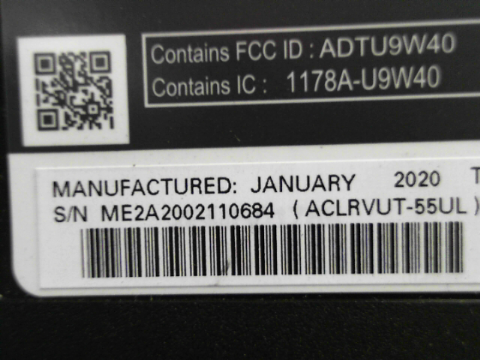 Contains FCC ID : ADTU9W40
Contains IC : 1178A-U9W40
MANUFACTURED: JANUARY 2020 T
S/N ME2A2002110684 ( ACLRVUT-55UL )